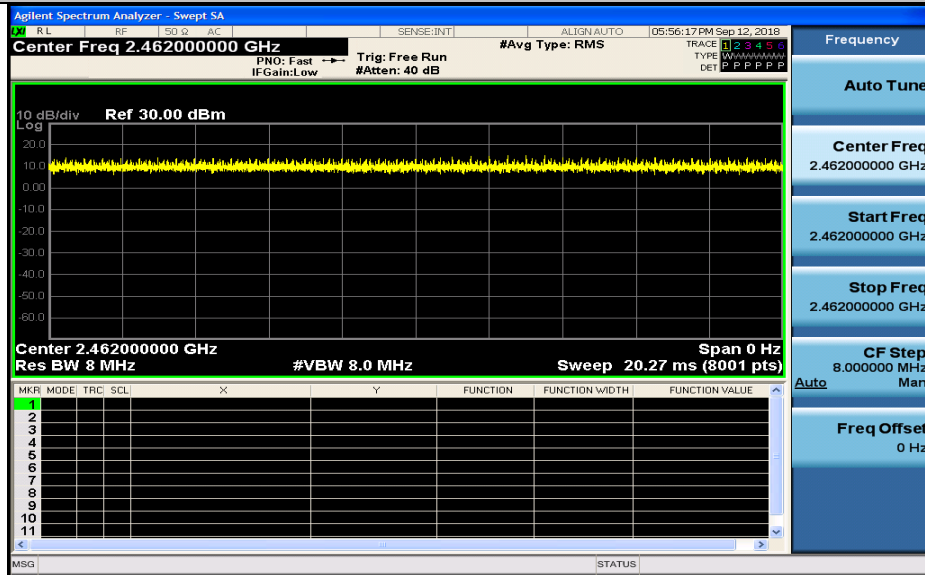 Agilent Spectrum Analyzer - Swept SA
LXI RL RF 50 Ω AC SENSE:INT ALIGN AUTO 05:56:17 PM Sep 12, 2018
Center Freq 2.462000000 GHz
PNO: Fast
IFGain:Low
Trig: Free Run
#Atten: 40 dB
#Avg Type: RMS
TRACE 1 2 3 4 5 6
TYPE WWWWWW
DET P P P P P P
10 dB/div Ref 30.00 dBm
Log
20.0
10.0
0.00
-10.0
-20.0
-30.0
-40.0
-50.0
-60.0
Center 2.462000000 GHz Span 0 Hz
Res BW 8 MHz #VBW 8.0 MHz Sweep 20.27 ms (8001 pts)
MKR MODE TRC SCL X Y FUNCTION FUNCTION WIDTH FUNCTION VALUE
1
2
3
4
5
6
7
8
9
10
11
MSG STATUS
Frequency
Auto Tune
Center Freq
2.462000000 GHz
Start Freq
2.462000000 GHz
Stop Freq
2.462000000 GHz
CF Step
8.000000 MHz
Auto Man
Freq Offset
0 Hz